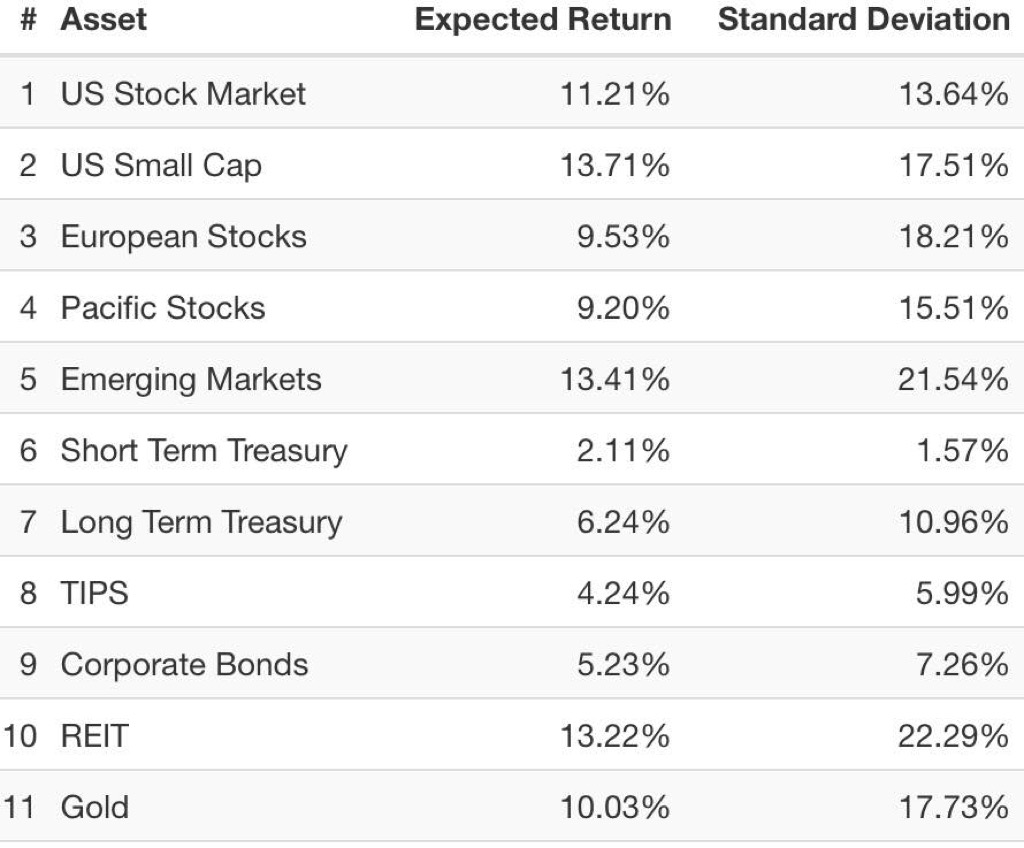 # Asset Expected Return Standard Deviation
1 US Stock Market 11.21% 13.64%
2 US Small Cap 13.71% 17.51%
3 European Stocks 9.53% 18.21%
4 Pacific Stocks 9.20% 15.51%
5 Emerging Markets 13.41% 21.54%
6 Short Term Treasury 2.11% 1.57%
7 Long Term Treasury 6.24% 10.96%
8 TIPS 4.24% 5.99%
9 Corporate Bonds 5.23% 7.26%
10 REIT 13.22% 22.29%
11 Gold 10.03% 17.73%